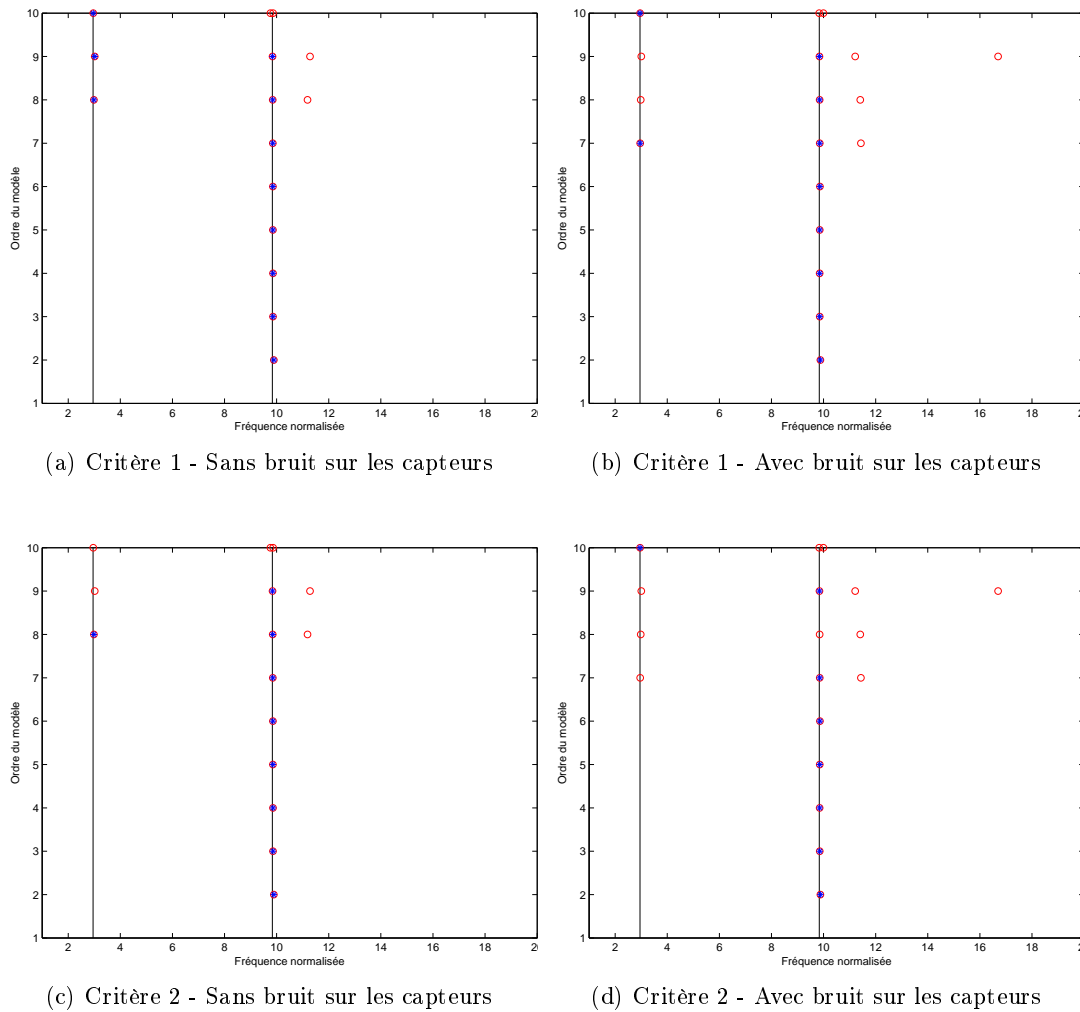 10
9
8
7
6
5
4
3
2
1
Ordre du modèle
2 4 6 8 10 12 14 16 18 20
Fréquence normalisée
(a) Critère 1 - Sans bruit sur les capteurs
10
9
8
7
6
5
4
3
2
1
Ordre du modèle
2 4 6 8 10 12 14 16 18 2
Fréquence normalisée
(b) Critère 1 - Avec bruit sur les capteurs
10
9
8
7
6
5
4
3
2
1
Ordre du modèle
2 4 6 8 10 12 14 16 18 20
Fréquence normalisée
(c) Critère 2 - Sans bruit sur les capteurs
10
9
8
7
6
5
4
3
2
1
Ordre du modèle
2 4 6 8 10 12 14 16 18 2
Fréquence normalisée
(d) Critère 2 - Avec bruit sur les capteurs